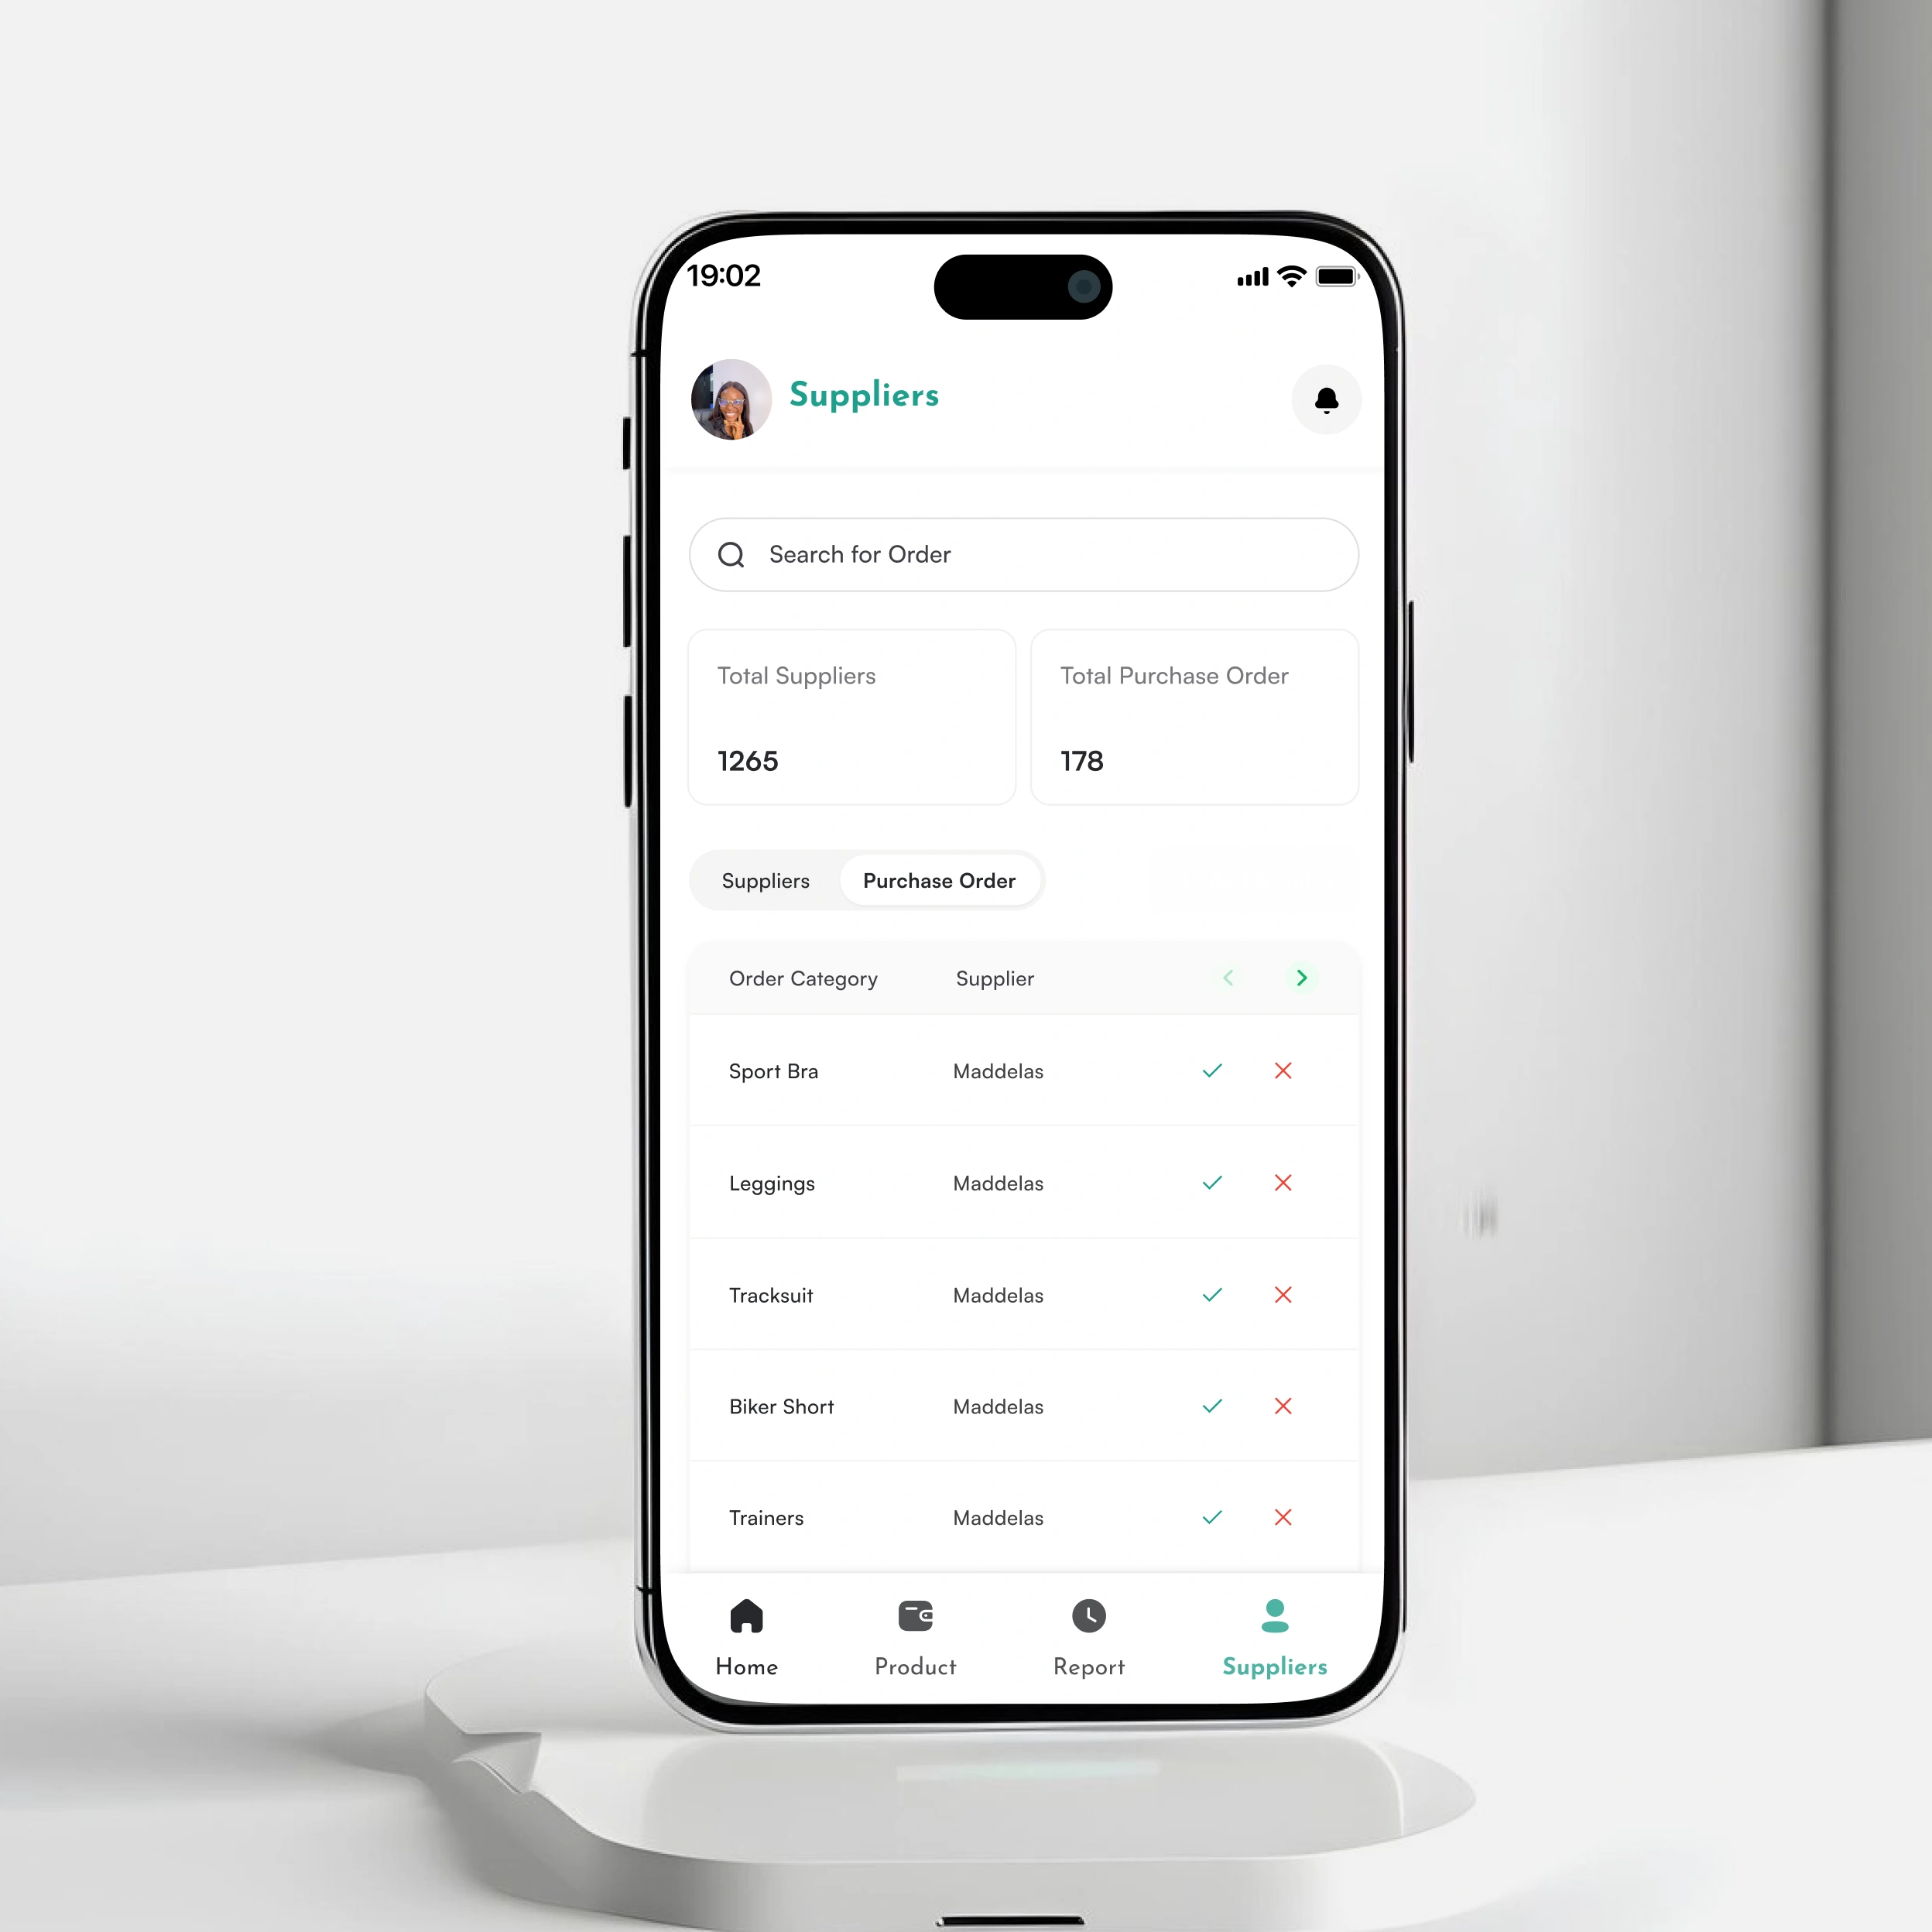 19:02
Suppliers
Search for Order
Total Suppliers Total Purchase Order
1265 178
Suppliers Purchase Order
Order Category Supplier
Sport Bra Maddelas
Leggings Maddelas
Tracksuit Maddelas
Biker Short Maddelas
Trainers Maddelas
Home Product Report Suppliers